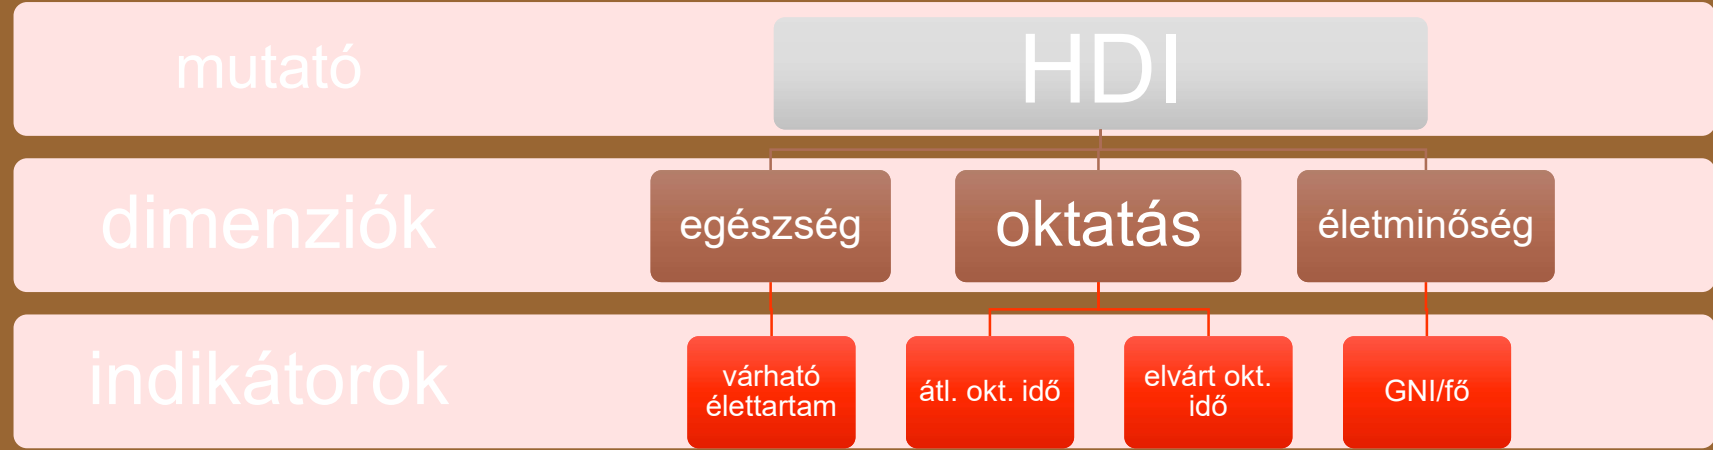 mutató
HDI
dimenziók
egészség
oktatás
életminőség
indikátorok
várható
élettartam
átl. okt. idő
elvárt okt.
idő
GNI/fő